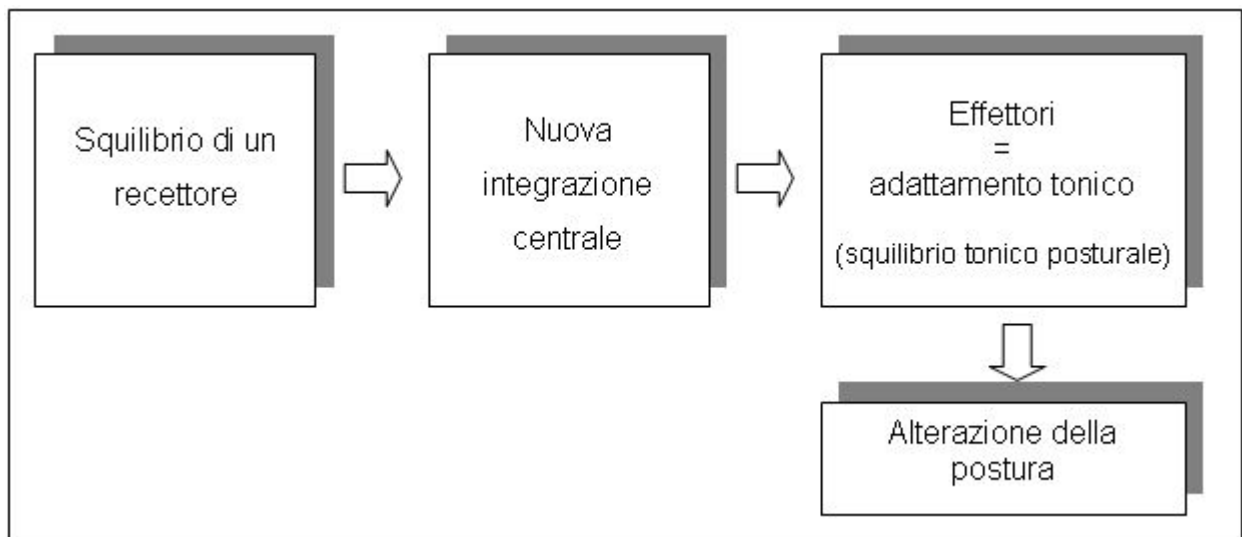 Squilibrio di un
recettore
Nuova
integrazione
centrale
Effettori
=
adattamento tonico
(squilibrio tonico posturale)
Alterazione della
postura